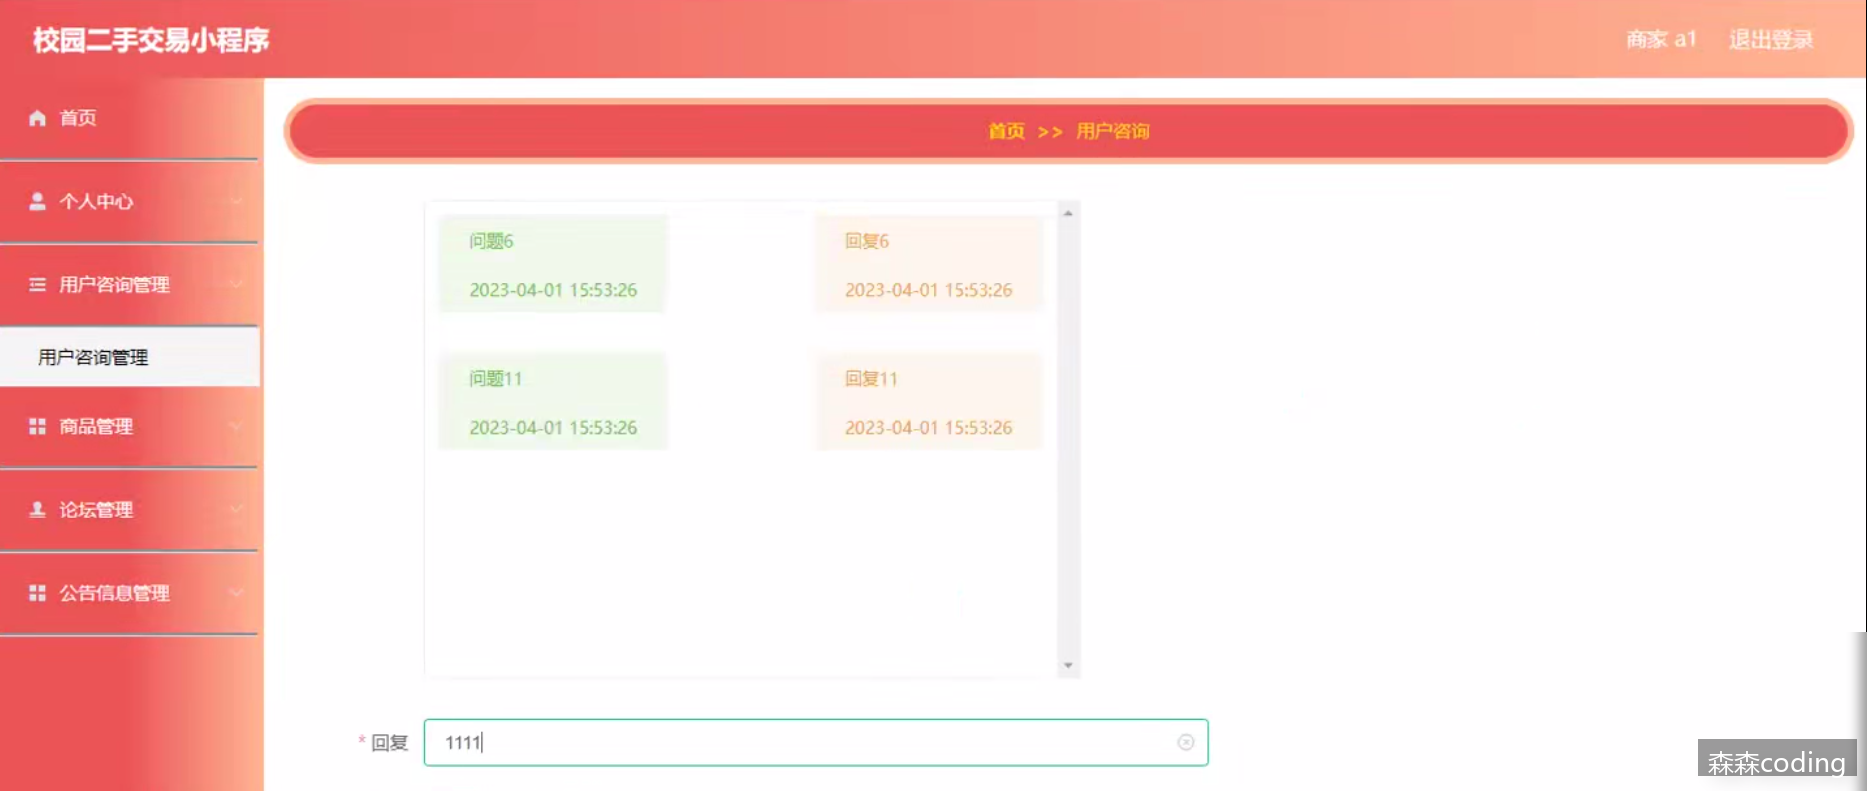 校园二手交易小程序
商家 a1 退出登录
首页
个人中心
用户咨询管理
用户咨询管理
商品管理
论坛管理
公告信息管理
首页 >> 用户咨询
问题6
2023-04-01 15:53:26
回复6
2023-04-01 15:53:26
问题11
2023-04-01 15:53:26
回复11
2023-04-01 15:53:26
* 回复 1111
森森coding